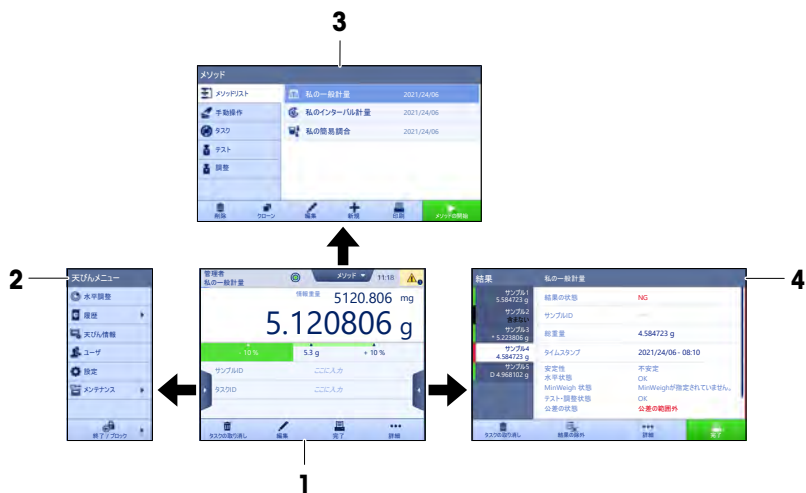 3
メソッド
メソッドリスト
手動操作
タスク
テスト
調整
私の一般計量 2021/24/06
私のインターバル計量 2021/24/06
私の簡易調合 2021/24/06
削除
クローン
編集
新規
印刷
メソッドの開始
2
天びんメニュー
水平調整
履歴
天びん情報
ユーザ
設定
メンテナンス
終了 / ブロック
管理者
私の一般計量
メソッド
11:18
情報重量 5120.806 mg
5.120806 g
- 10 % 5.3 g + 10 %
サンプルID ここに入力
タスクID ここに入力
タスクの取り消し
編集
完了
詳細
1
4
結果
私の一般計量
サンプル1
5.584723 g
サンプル2
含まない
サンプル3
* 5.223806 g
サンプル4
4.584723 g
サンプル5
D 4.968102 g
結果の状態 NG
サンプルID
総重量 4.584723 g
タイムスタンプ 2021/24/06 - 08:10
安定性 不安定
水平状態 OK
MinWeigh 状態 MinWeighが指定されていません。
テスト・調整状態 OK
公差の状態 公差の範囲外
タスクの取り消し
結果の除外
詳細
完了